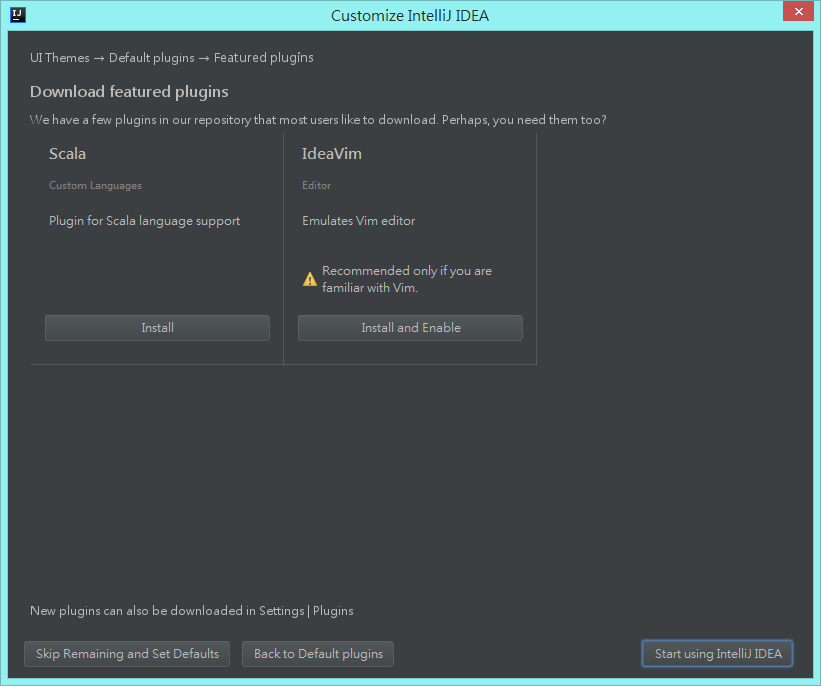 IJ
Customize IntelliJ IDEA
UI Themes → Default plugins → Featured plugins
Download featured plugins
We have a few plugins in our repository that most users like to download. Perhaps, you need them too?
Scala
Custom Languages
Plugin for Scala language support
Install
IdeaVim
Editor
Emulates Vim editor
Recommended only if you are
familiar with Vim.
Install and Enable
New plugins can also be downloaded in Settings | Plugins
Skip Remaining and Set Defaults
Back to Default plugins
Start using IntelliJ IDEA